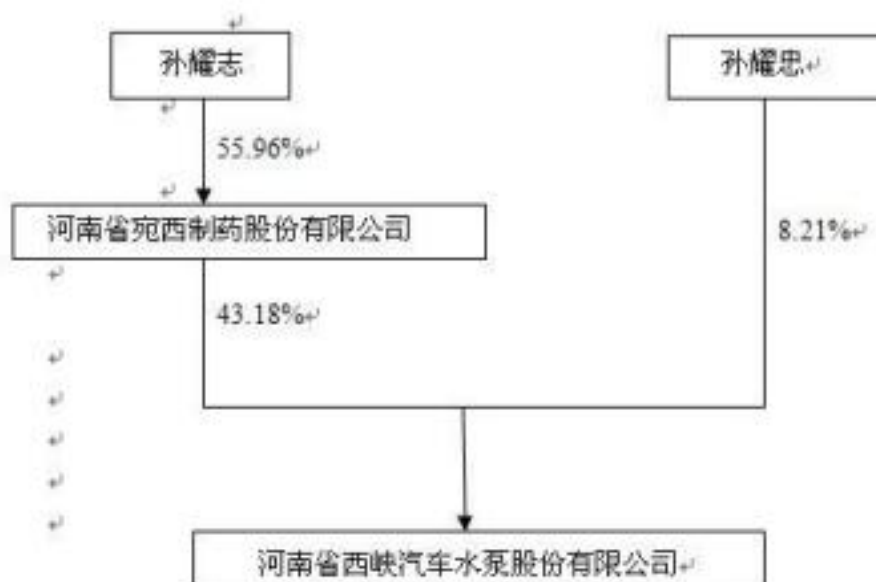 孙耀志
孙耀忠
55.96%
河南省宛西制药股份有限公司
8.21%
43.18%
河南省西峡汽车水泵股份有限公司